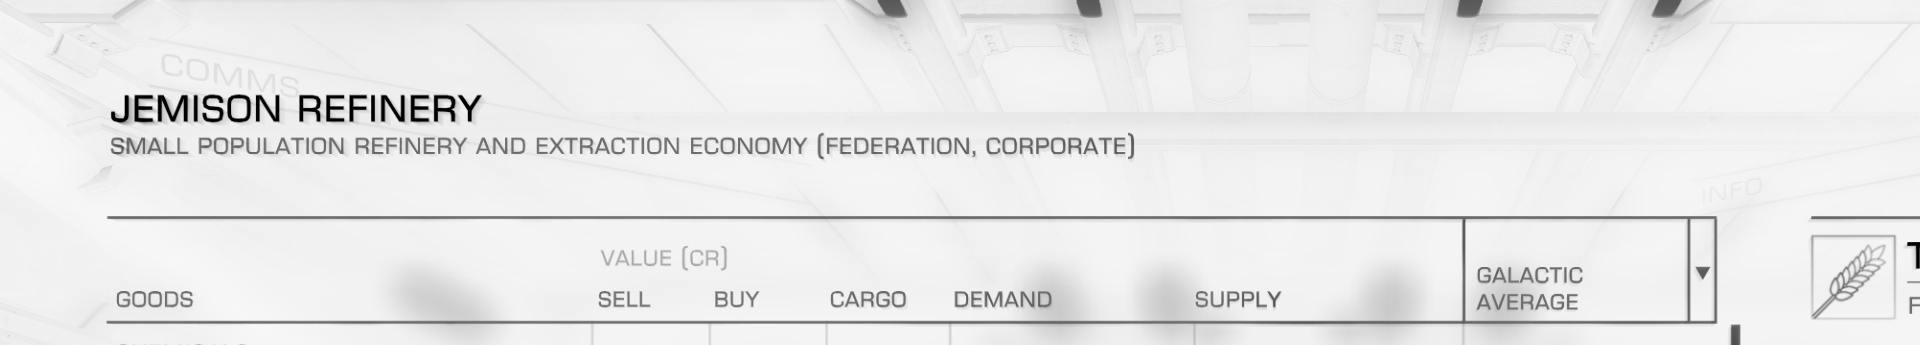 COMMS
JEMISON REFINERY
SMALL POPULATION REFINERY AND EXTRACTION ECONOMY (FEDERATION, CORPORATE)
INFO
VALUE (CR)
GOODS SELL BUY CARGO DEMAND SUPPLY GALACTIC AVERAGE